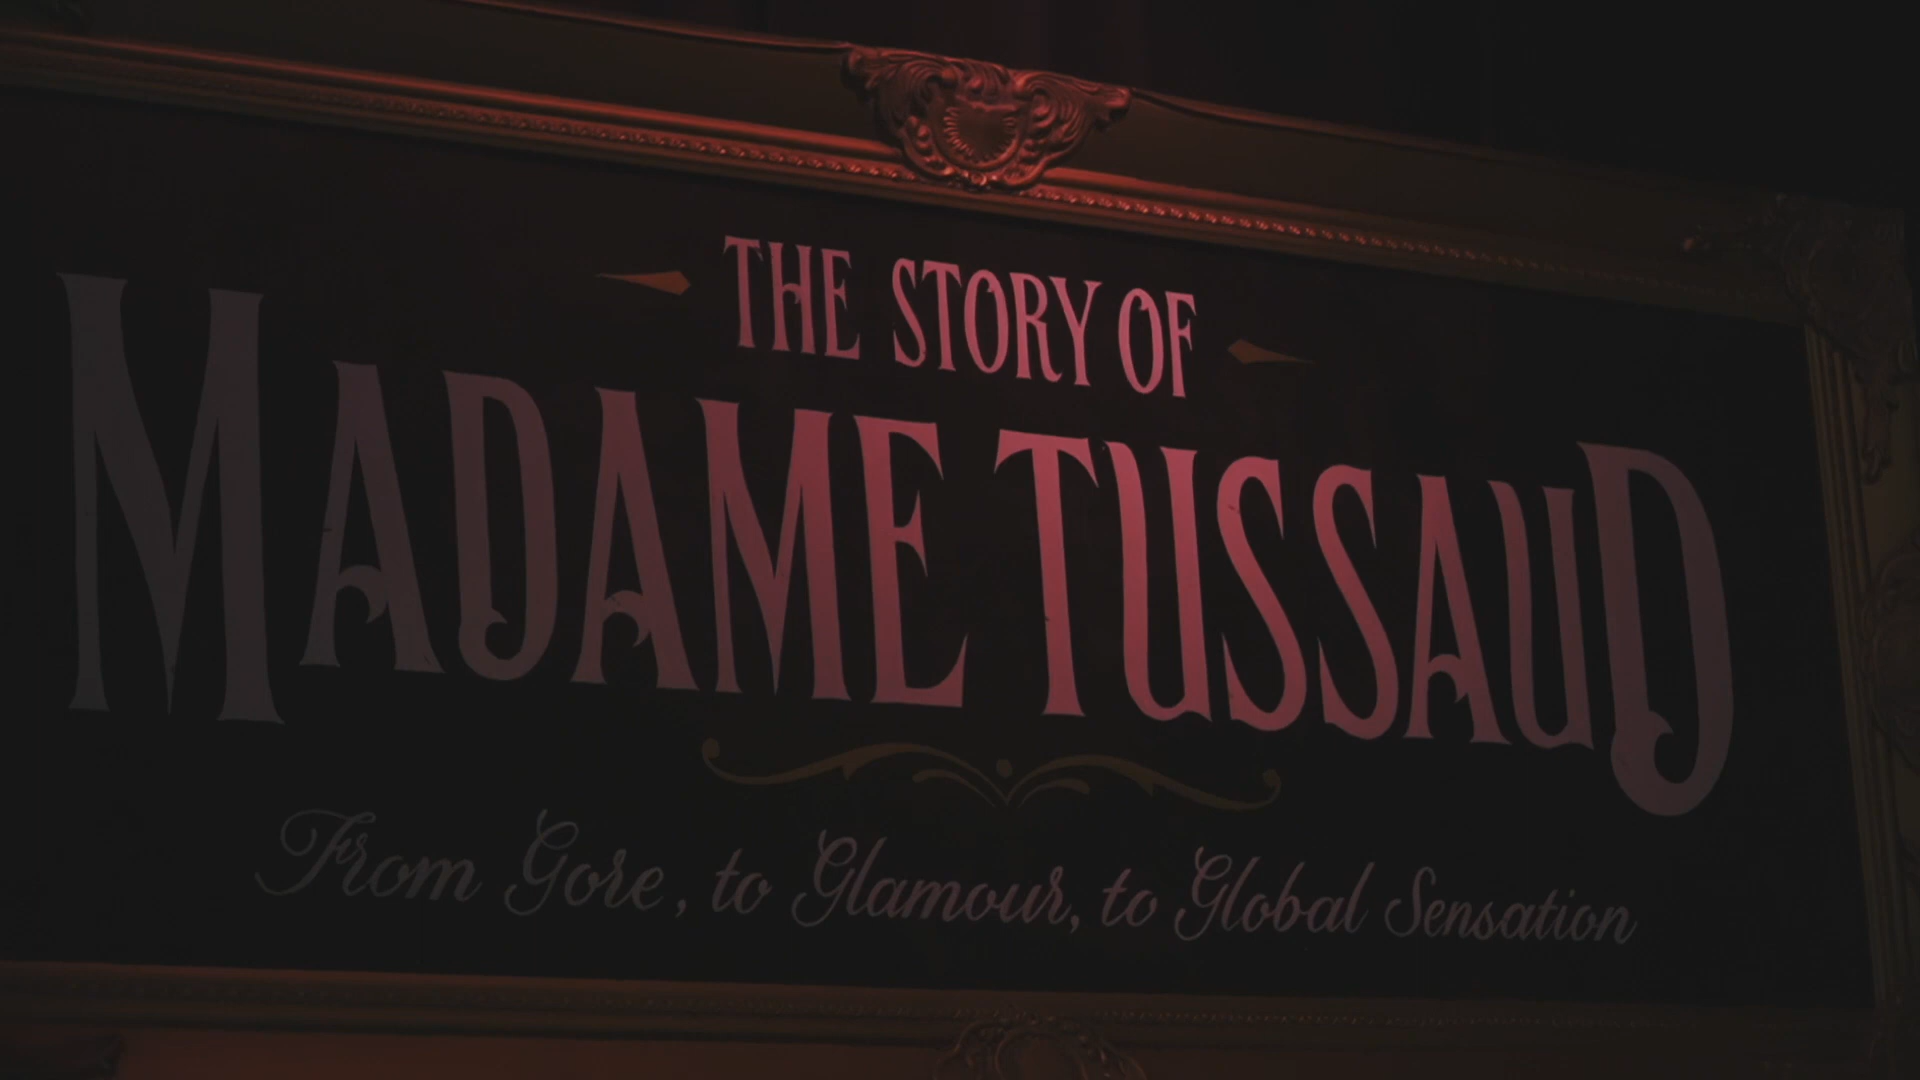 THE STORY OF
MADAME TUSSAUD
From Gore, to Glamour, to Global Sensation